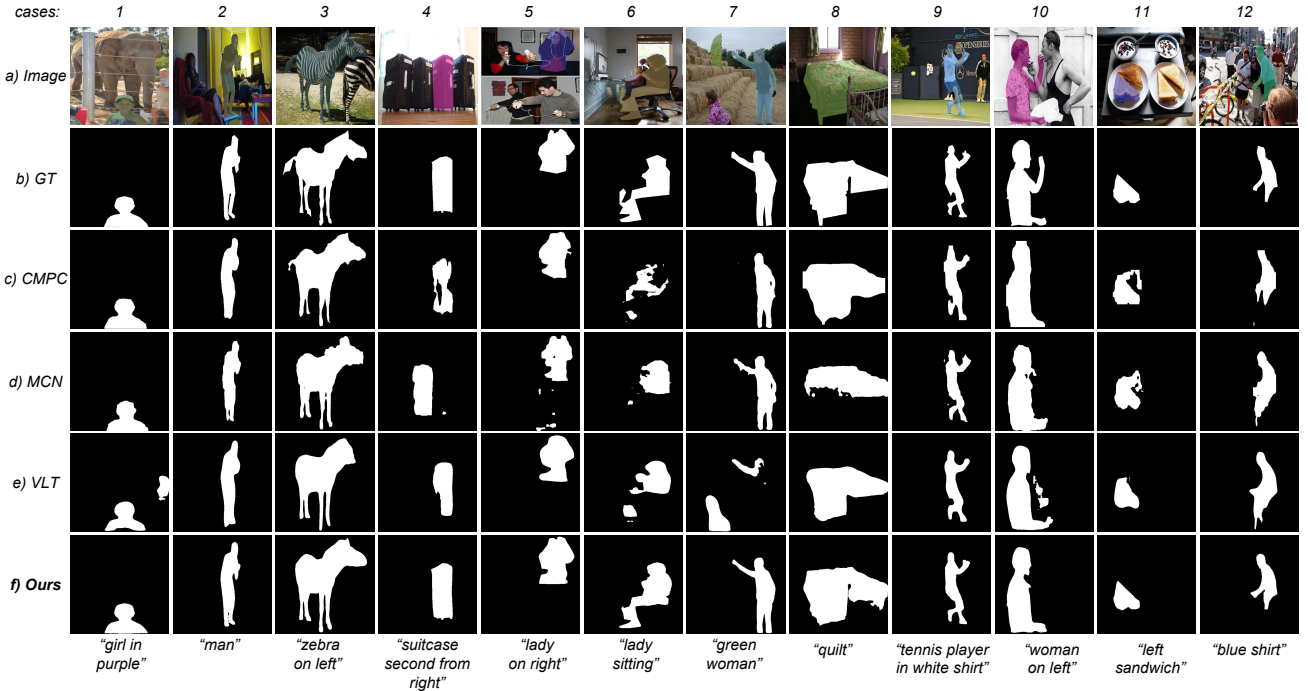 cases: 1 2 3 4 5 6 7 8 9 10 11 12
a) Image
b) GT
c) CMPC
d) MCN
e) VLT
f) Ours
“girl in
purple”
“man”
“zebra
on left”
“suitcase
second from
right”
“lady
on right”
“lady
sitting”
“green
woman”
“quilt”
“tennis player
in white shirt”
“woman
on left”
“left
sandwich”
“blue shirt”